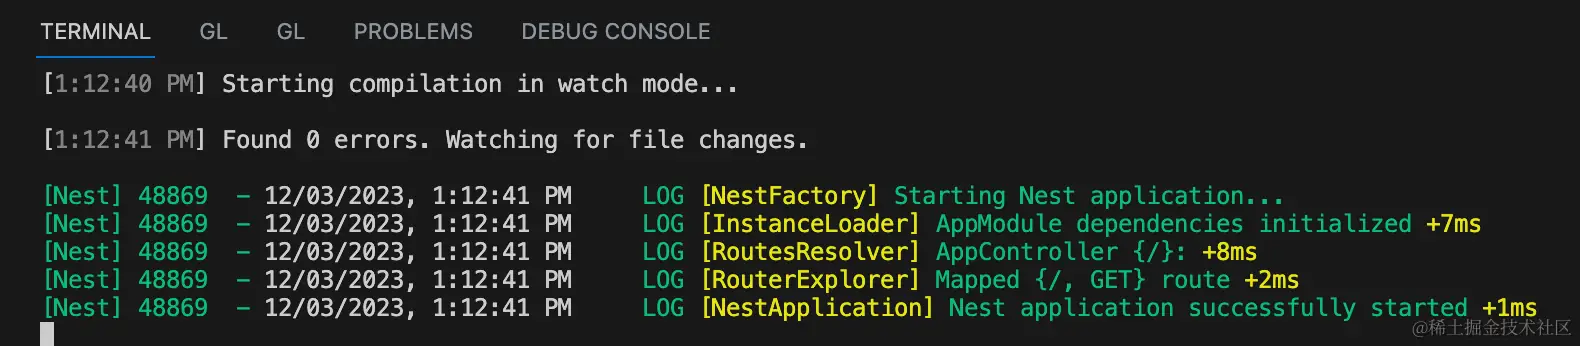 TERMINAL GL GL PROBLEMS DEBUG CONSOLE
[1:12:40 PM] Starting compilation in watch mode...
[1:12:41 PM] Found 0 errors. Watching for file changes.
[Nest] 48869  - 12/03/2023, 1:12:41 PM     LOG [NestFactory] Starting Nest application...
[Nest] 48869  - 12/03/2023, 1:12:41 PM     LOG [InstanceLoader] AppModule dependencies initialized +7ms
[Nest] 48869  - 12/03/2023, 1:12:41 PM     LOG [RoutesResolver] AppController {/}: +8ms
[Nest] 48869  - 12/03/2023, 1:12:41 PM     LOG [RouterExplorer] Mapped {/, GET} route +2ms
[Nest] 48869  - 12/03/2023, 1:12:41 PM     LOG [NestApplication] Nest application successfully started +1ms
@稀土掘金技术社区